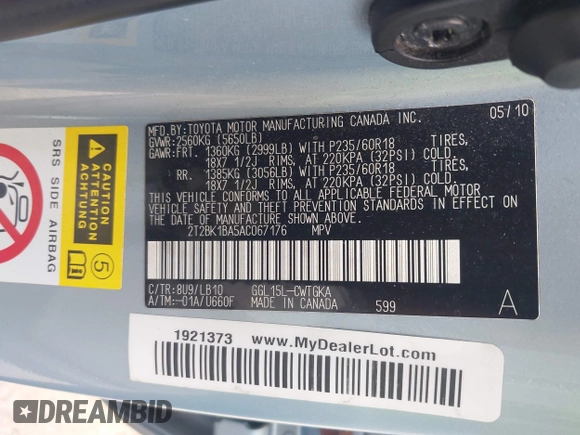 SRS SIDE AIRBAG
ATTENTION
CAUTION
ACHTUNG
5
MFD.BY:TOYOTA MOTOR MANUFACTURING CANADA INC. 05/10
GVWR:2560KG (5650LB)
GAWR:FRT. 1360KG (2999LB) WITH P235/60R18 TIRES,
18X7 1/2J RIMS, AT 220KPA (32PSI) COLD
RR. 1385KG (3056LB) WITH P235/60R18 TIRES,
18X7 1/2J RIMS, AT 220KPA (32PSI) COLD
THIS VEHICLE CONFORMS TO ALL APPLICABLE FEDERAL MOTOR
VEHICLE SAFETY STANDARDS IN EFFECT ON THE DATE OF
MANUFACTURE SHOWN ABOVE.
2T2BK1BA5AC067176 MPV
C/TR:8U9/LB10 GGL15L-CWTGKA
A/TM:-01A/U660F MADE IN CANADA 599 A
1921373 www.MyDealerLot.com
DREAMBID